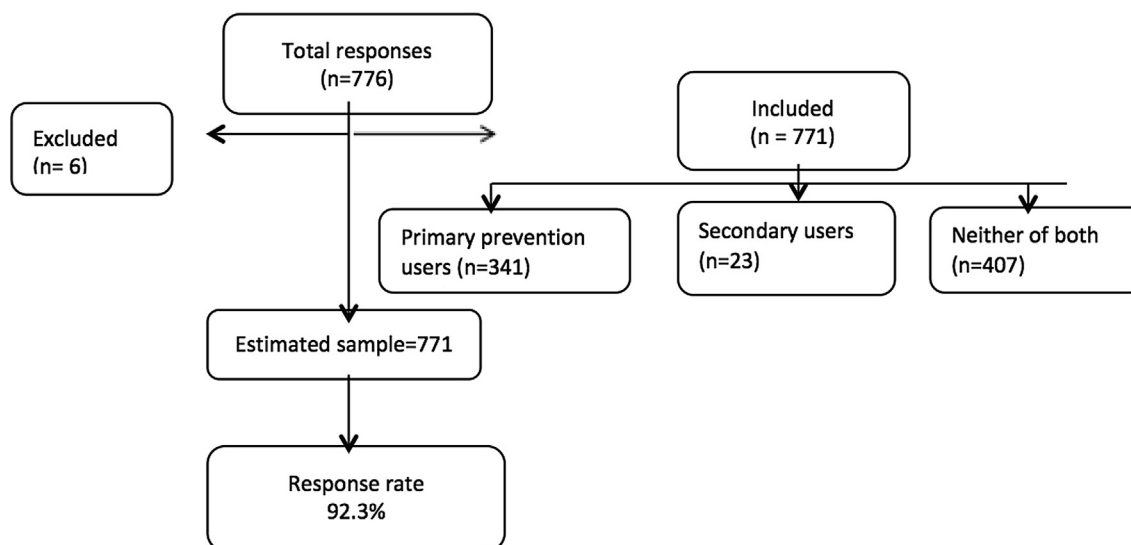 Total responses
(n=776)
Excluded
(n= 6)
Included
(n = 771)
Primary prevention
users (n=341)
Secondary users
(n=23)
Neither of both
(n=407)
Estimated sample=771
Response rate
92.3%